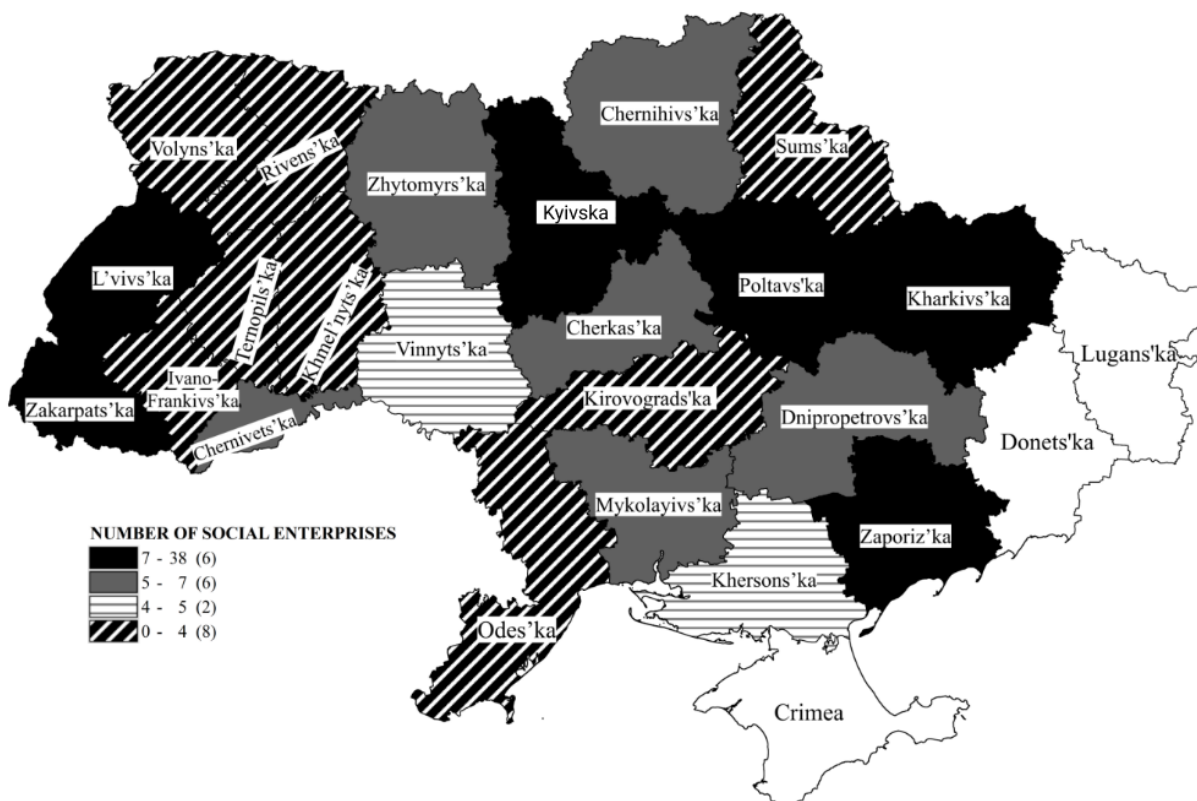 Chernihivs’ka
Sums’ka
Volyns’ka
Rivens’ka
Zhytomyrs’ka
Kyivska
L’vivs’ka
Ternopils’ka
Khmel’nyts’ka
Poltavs'ka
Kharkivs’ka
Cherkas’ka
Vinnyts’ka
Lugans'ka
Ivano-
Frankivs’ka
Zakarpats’ka
Chernivets’ka
Kirovograds'ka
Dnipropetrovs’ka
Donets'ka
Mykolayivs’ka
Zaporiz’ka
Khersons’ka
Odes’ka
Crimea
NUMBER OF SOCIAL ENTERPRISES
7 - 38 (6)
5 - 7 (6)
4 - 5 (2)
0 - 4 (8)